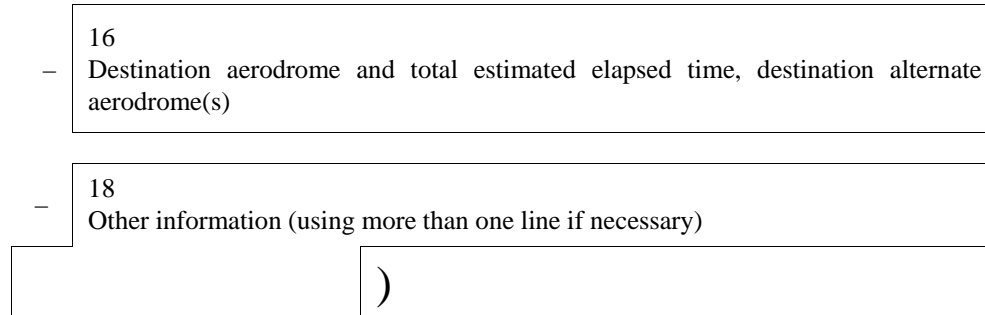 16
– Destination aerodrome and total estimated elapsed time, destination alternate
aerodrome(s)
18
– Other information (using more than one line if necessary)
)